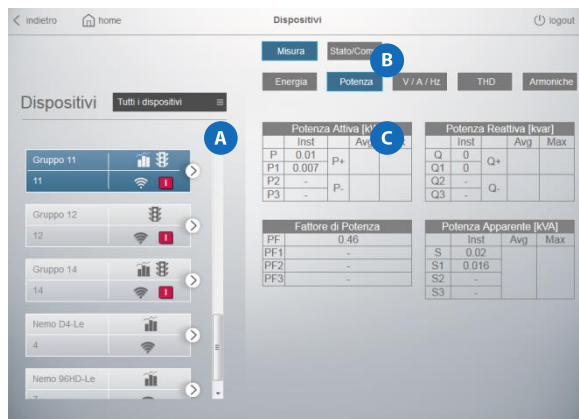 indietro home Dispositivi logout
Misura Stato/Com
B
Energia Potenza V / A / Hz THD Armoniche
Dispositivi Tutti i dispositivi
A
C
Gruppo 11
11 I
Gruppo 12
12 I
Gruppo 14
14 I
Nemo D4-Le
4
Nemo 96HD-Le
Potenza Attiva [k
Inst Avg
P 0.01 P+
P1 0.007
P2 - P-
P3 -
Potenza Reattiva [kvar]
Inst Avg Max
Q 0 Q+
Q1 0
Q2 - Q-
Q3 -
Fattore di Potenza
PF 0.46
PF1 -
PF2 -
PF3 -
Potenza Apparente [kVA]
Inst Avg Max
S 0.02
S1 0.016
S2 -
S3 -